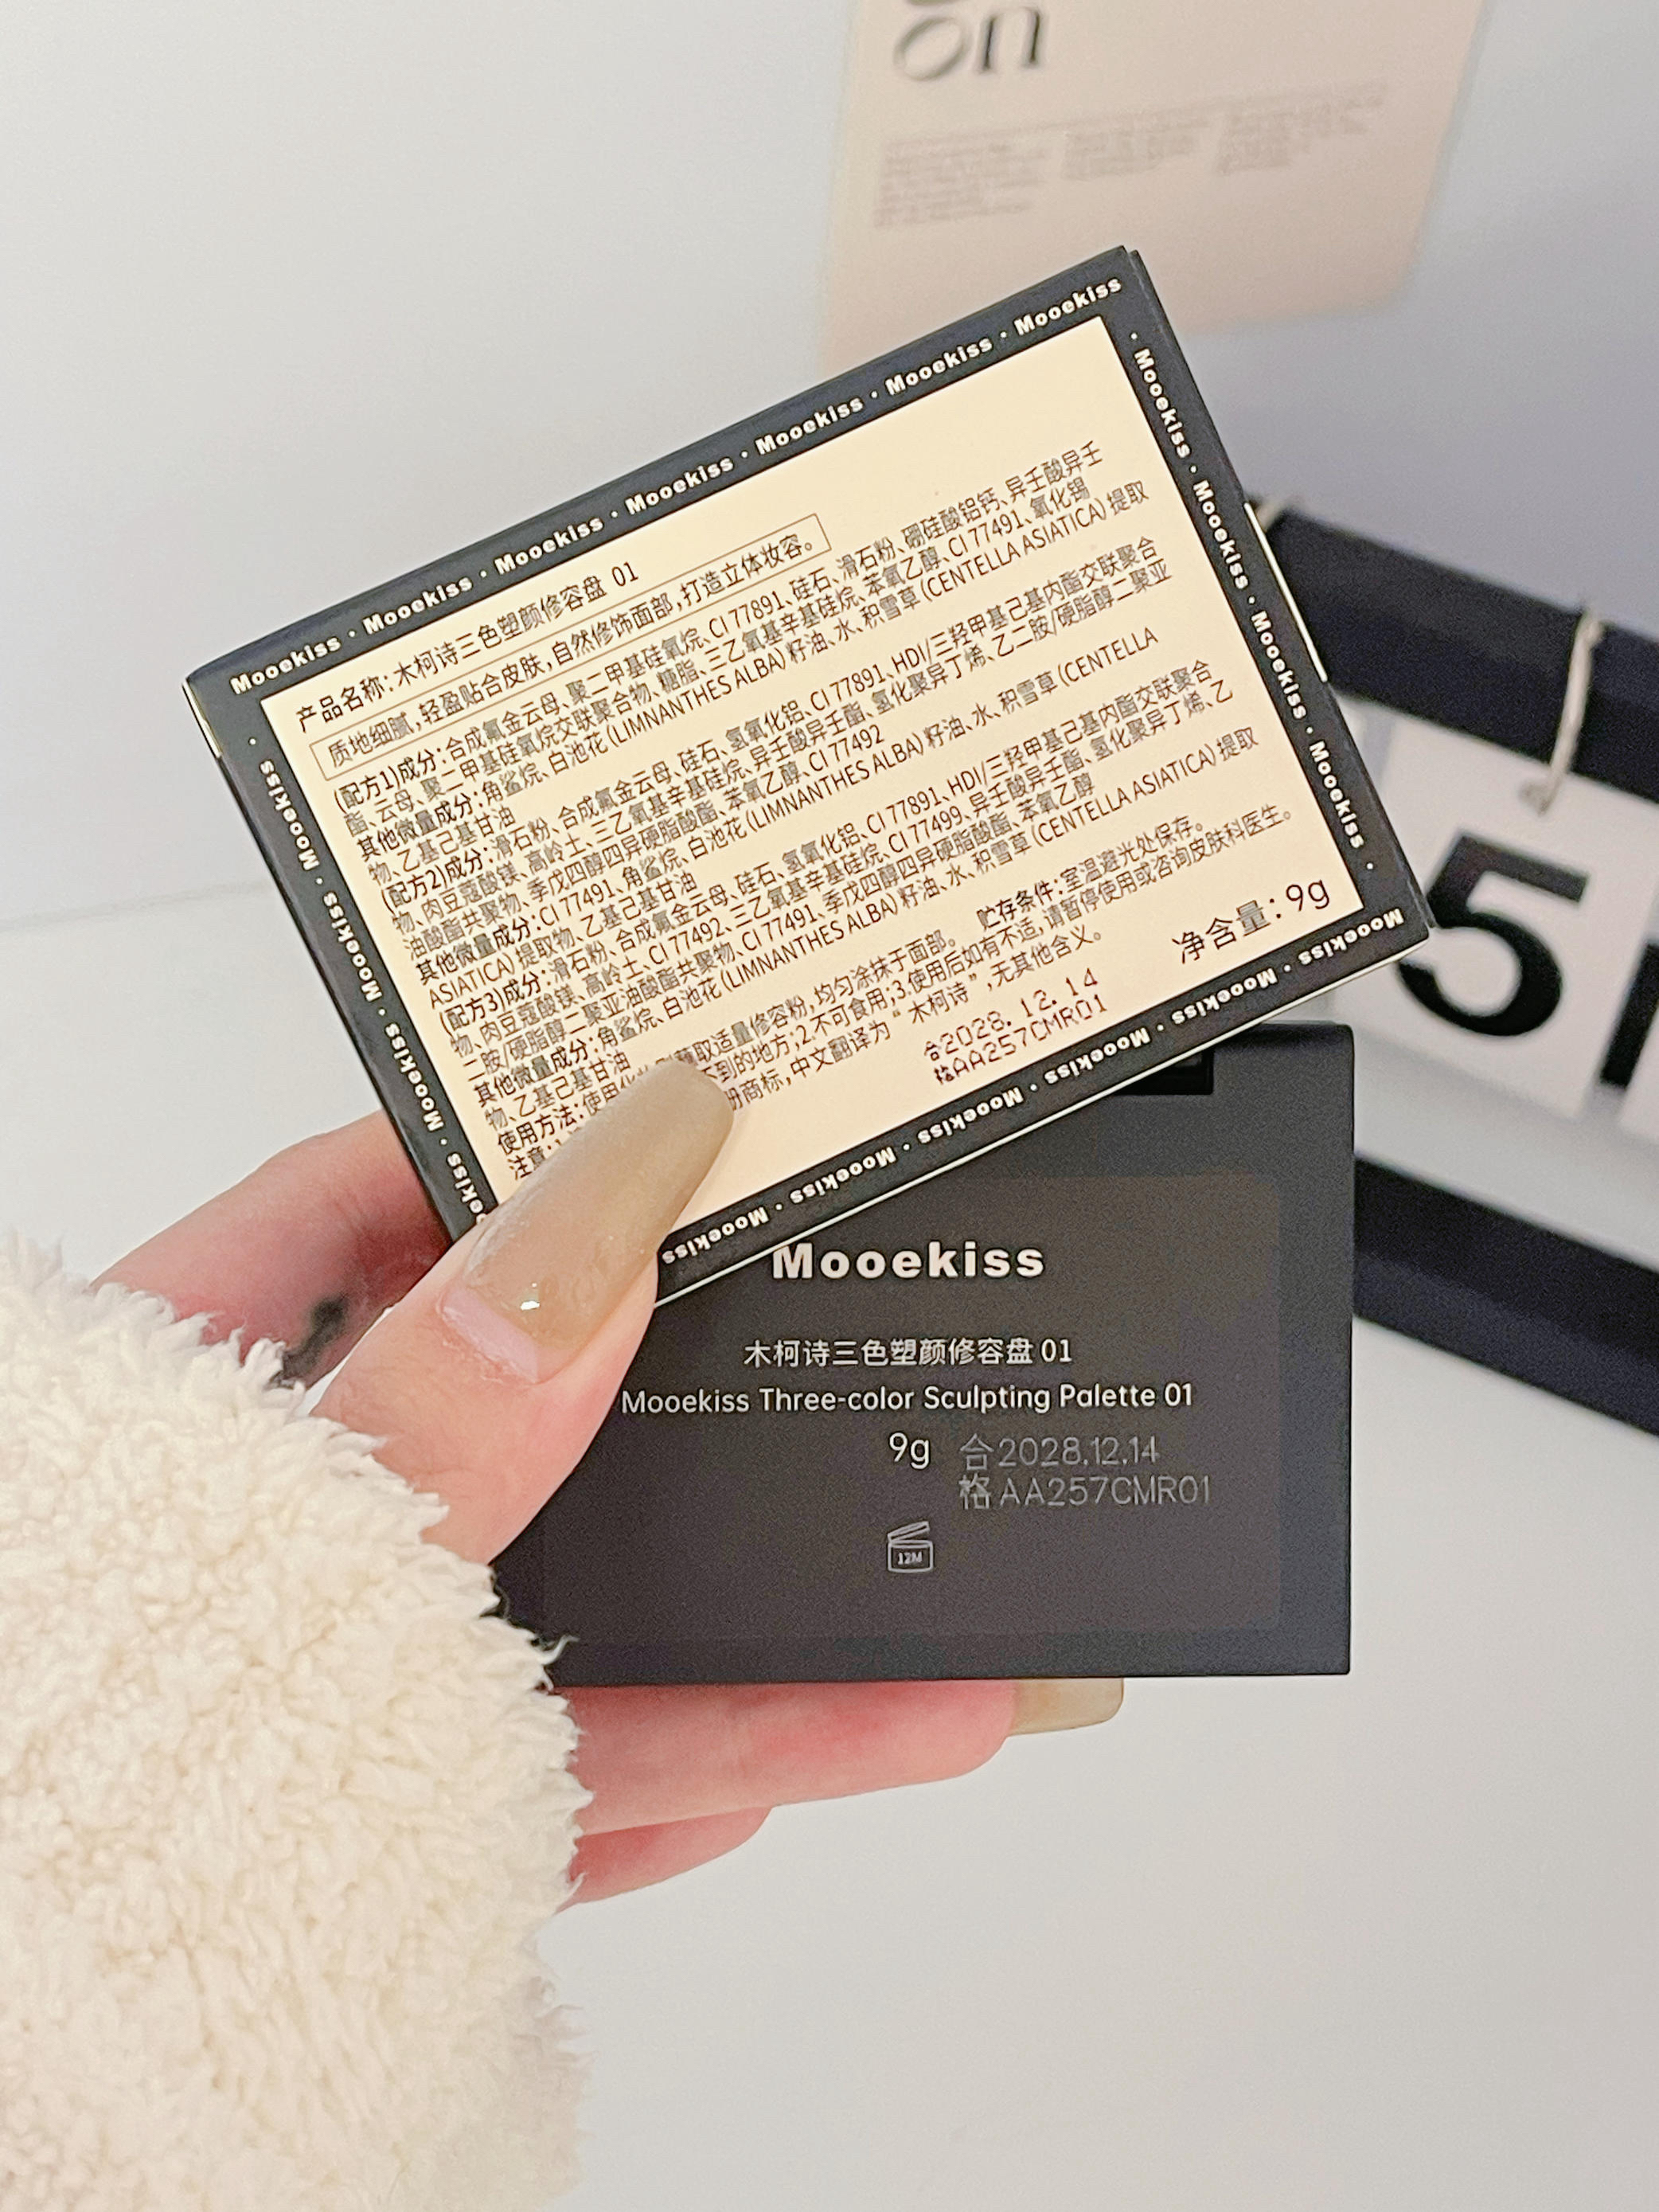 on
Mooekiss · Mooekiss · Mooekiss · Mooekiss · Mooekiss · Mooekiss · Mooekiss
· Mooekiss · Mooekiss · Mooekiss · Mooekiss ·
产品名称:木柯诗三色塑颜修容盘 01
质地细腻,轻盈贴合皮肤,自然修饰面部,打造立体妆容。
(配方1)成分:合成氟金云母、聚二甲基硅氧烷、CI 77891、硅石、滑石粉、硼硅酸铝钙、异壬酸异壬
酯、云母、聚二甲基硅氧烷交联聚合物、糖脂、三乙氧基辛基硅烷、苯氧乙醇、CI 77491、氧化锡
其他微量成分:角鲨烷、白池花(LIMNANTHES ALBA)籽油、水、积雪草(CENTELLA ASIATICA)提取
物、乙基己基甘油
(配方2)成分:滑石粉、合成氟金云母、硅石、氢氧化铝、CI 77891、HDI/三羟甲基己基内酯交联聚合
物、肉豆蔻酸镁、高岭土、三乙氧基辛基硅烷、异壬酸异壬酯、氢化聚异丁烯、乙二胺/硬脂醇二聚亚
油酸酯共聚物、季戊四醇四异硬脂酸酯、苯氧乙醇、CI 77492
其他微量成分:CI 77491、角鲨烷、白池花(LIMNANTHES ALBA)籽油、水、积雪草(CENTELLA
ASIATICA)提取物、乙基己基甘油
(配方3)成分:滑石粉、合成氟金云母、硅石、氢氧化铝、CI 77891、HDI/三羟甲基己基内酯交联聚合
物、肉豆蔻酸镁、高岭土、CI 77492、三乙氧基辛基硅烷、CI 77499、异壬酸异壬酯、氢化聚异丁烯、乙
二胺/硬脂醇二聚亚油酸酯共聚物、CI 77491、季戊四醇四异硬脂酸酯、苯氧乙醇
其他微量成分:角鲨烷、白池花(LIMNANTHES ALBA)籽油、水、积雪草(CENTELLA ASIATICA)提取
物、乙基己基甘油
使用方法:使用化 取适量修容粉,均匀涂抹于面部。 贮存条件:室温避光处保存。
注意:1. 到的地方;2.不可食用;3.使用后如有不适,请暂停使用或咨询皮肤科医生。
册商标,中文翻译为“木柯诗”,无其他含义。
净含量:9g
合2028.12.14
格AA257CMR01
Mooekiss · Mooekiss · Mooekiss · Mooekiss · Mooekiss · Mooekiss
Mooekiss · Mooekiss · Mooekiss · Mooekiss
Mooekiss
木柯诗三色塑颜修容盘 01
Mooekiss Three-color Sculpting Palette 01
9g
合2028.12.14
格AA257CMR01
12M
5